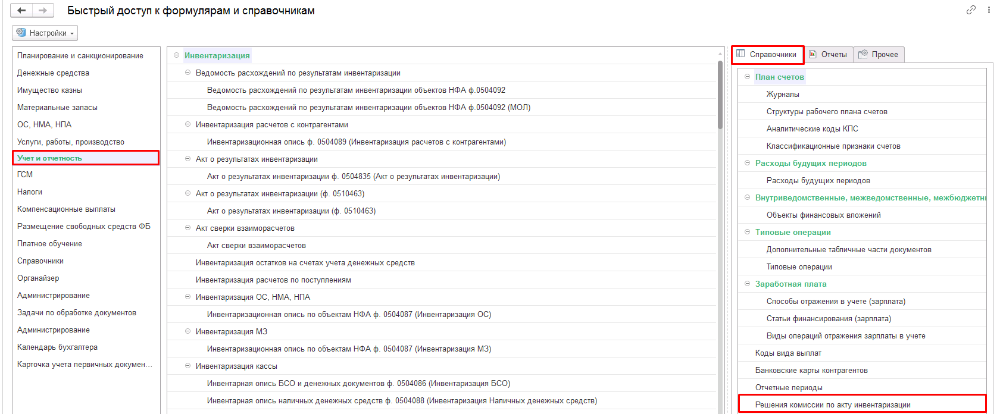 Быстрый доступ к формулярам и справочникам
Настройки
Планирование и санкционирование
Денежные средства
Имущество казны
Материальные запасы
ОС, НМА, НПА
Услуги, работы, производство
Учет и отчетность
ГСМ
Налоги
Компенсационные выплаты
Размещение свободных средств ФБ
Платное обучение
Справочники
Органайзер
Администрирование
Задачи по обработке документов
Администрирование
Календарь бухгалтера
Карточка учета первичных докумен...
Инвентаризация
Ведомость расхождений по результатам инвентаризации
Ведомость расхождений по результатам инвентаризации объектов НФА ф.0504092
Ведомость расхождений по результатам инвентаризации объектов НФА ф.0504092 (МОЛ)
Инвентаризация расчетов с контрагентами
Инвентаризационная опись ф. 0504089 (Инвентаризация расчетов с контрагентами)
Акт о результатах инвентаризации
Акт о результатах инвентаризации ф. 0504835 (Акт о результатах инвентаризации)
Акт о результатах инвентаризации (ф. 0510463)
Акт о результатах инвентаризации (ф. 0510463)
Акт сверки взаиморасчетов
Акт сверки взаиморасчетов
Инвентаризация остатков на счетах учета денежных средств
Инвентаризация расчетов по поступлениям
Инвентаризация ОС, НМА, НПА
Инвентаризационная опись по объектам НФА ф. 0504087 (Инвентаризация ОС)
Инвентаризация МЗ
Инвентаризационная опись по объектам НФА ф. 0504087 (Инвентаризация МЗ)
Инвентаризация кассы
Инвентарная опись БСО и денежных документов ф. 0504086 (Инвентаризация БСО)
Инвентарная опись наличных денежных средств ф. 0504088 (Инвентаризация Наличных денежных средств)
Справочники
Отчеты
Прочее
План счетов
Журналы
Структуры рабочего плана счетов
Аналитические коды КПС
Классификационные признаки счетов
Расходы будущих периодов
Расходы будущих периодов
Внутриведомственные, межведомственные, межбюджетны
Объекты финансовых вложений
Типовые операции
Дополнительные табличные части документов
Типовые операции
Заработная плата
Способы отражения в учете (зарплата)
Статьи финансирования (зарплата)
Виды операций отражения зарплаты в учете
Коды вида выплат
Банковские карты контрагентов
Отчетные периоды
Решения комиссии по акту инвентаризации